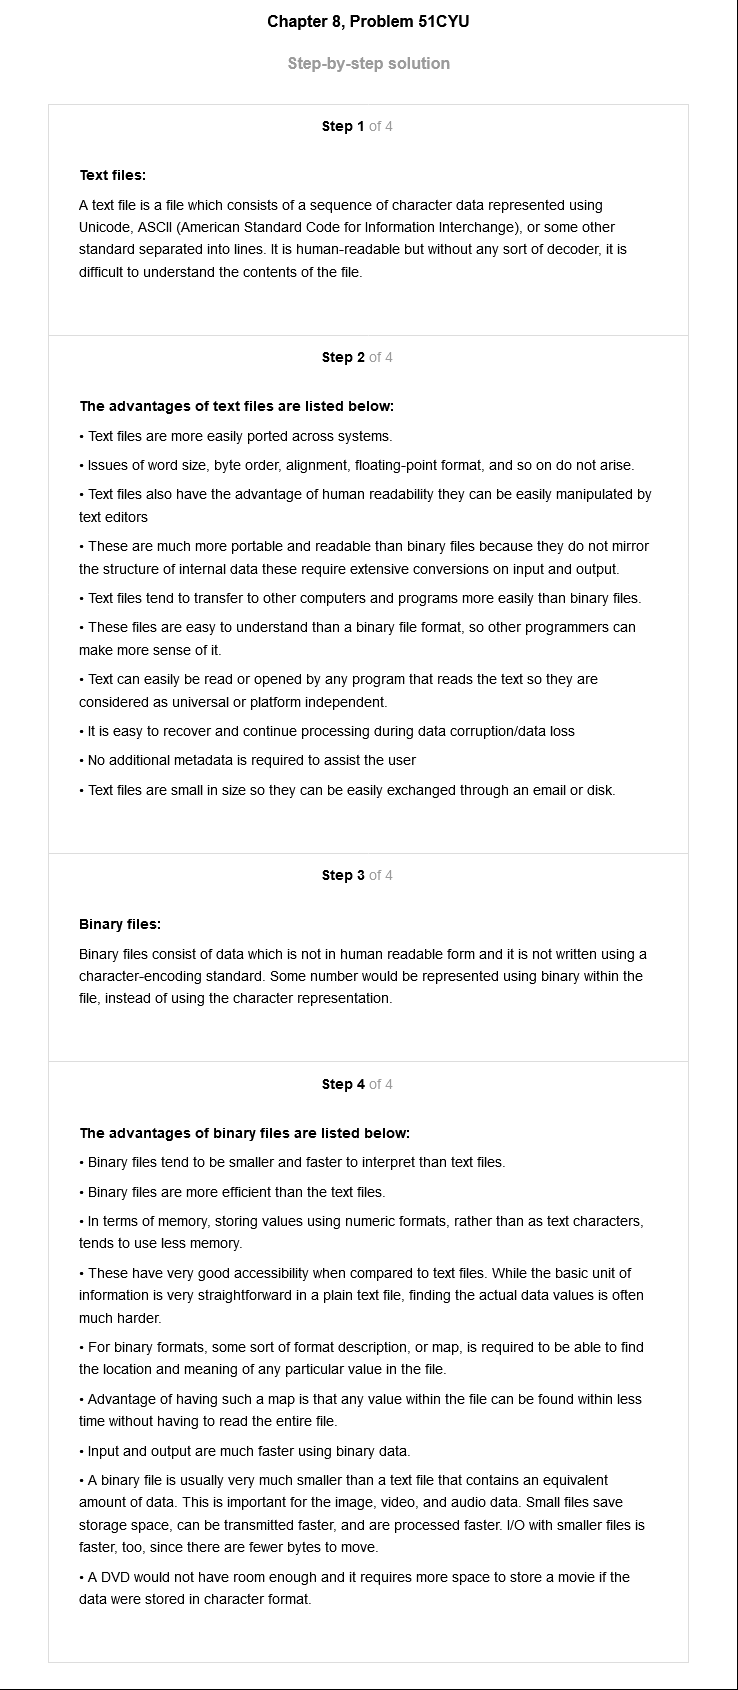 Chapter 8, Problem 51CYU
Step-by-step solution
Step 1 of 4
Text files:
A text file is a file which consists of a sequence of character data represented using
Unicode, ASCII (American Standard Code for Information Interchange), or some other
standard separated into lines. It is human-readable but without any sort of decoder, it is
difficult to understand the contents of the file.
Step 2 of 4
The advantages of text files are listed below:
• Text files are more easily ported across systems.
• Issues of word size, byte order, alignment, floating-point format, and so on do not arise.
• Text files also have the advantage of human readability they can be easily manipulated by
text editors
• These are much more portable and readable than binary files because they do not mirror
the structure of internal data these require extensive conversions on input and output.
• Text files tend to transfer to other computers and programs more easily than binary files.
• These files are easy to understand than a binary file format, so other programmers can
make more sense of it.
• Text can easily be read or opened by any program that reads the text so they are
considered as universal or platform independent.
• It is easy to recover and continue processing during data corruption/data loss
• No additional metadata is required to assist the user
• Text files are small in size so they can be easily exchanged through an email or disk.
Step 3 of 4
Binary files:
Binary files consist of data which is not in human readable form and it is not written using a
character-encoding standard. Some number would be represented using binary within the
file, instead of using the character representation.
Step 4 of 4
The advantages of binary files are listed below:
• Binary files tend to be smaller and faster to interpret than text files.
• Binary files are more efficient than the text files.
• In terms of memory, storing values using numeric formats, rather than as text characters,
tends to use less memory.
• These have very good accessibility when compared to text files. While the basic unit of
information is very straightforward in a plain text file, finding the actual data values is often
much harder.
• For binary formats, some sort of format description, or map, is required to be able to find
the location and meaning of any particular value in the file.
• Advantage of having such a map is that any value within the file can be found within less
time without having to read the entire file.
• Input and output are much faster using binary data.
• A binary file is usually very much smaller than a text file that contains an equivalent
amount of data. This is important for the image, video, and audio data. Small files save
storage space, can be transmitted faster, and are processed faster. I/O with smaller files is
faster, too, since there are fewer bytes to move.
• A DVD would not have room enough and it requires more space to store a movie if the
data were stored in character format.